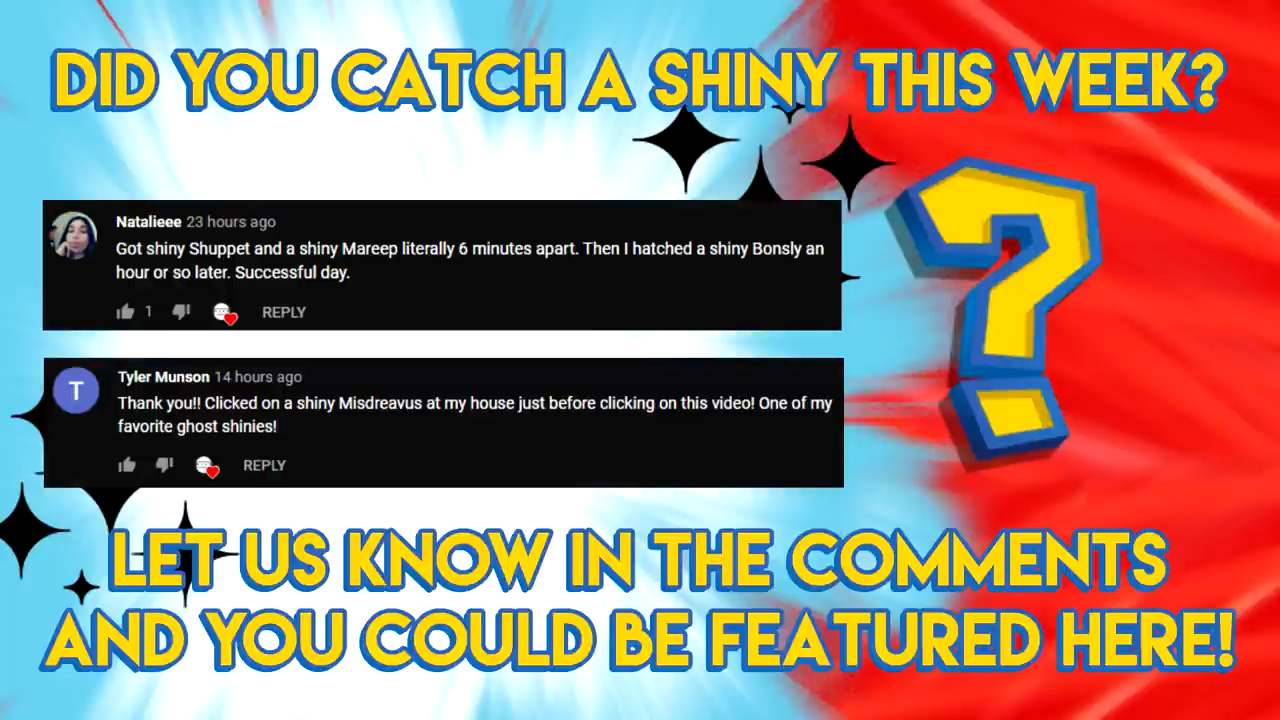 DID YOU CATCH A SHINY THIS WEEK?
Natalieee 23 hours ago
Got shiny Shuppet and a shiny Mareep literally 6 minutes apart. Then I hatched a shiny Bonsly an
hour or so later. Successful day.
1 REPLY
T
Tyler Munson 14 hours ago
Thank you!! Clicked on a shiny Misdreavus at my house just before clicking on this video! One of my
favorite ghost shinies!
REPLY
?
LET US KNOW IN THE COMMENTS
AND YOU COULD BE FEATURED HERE!